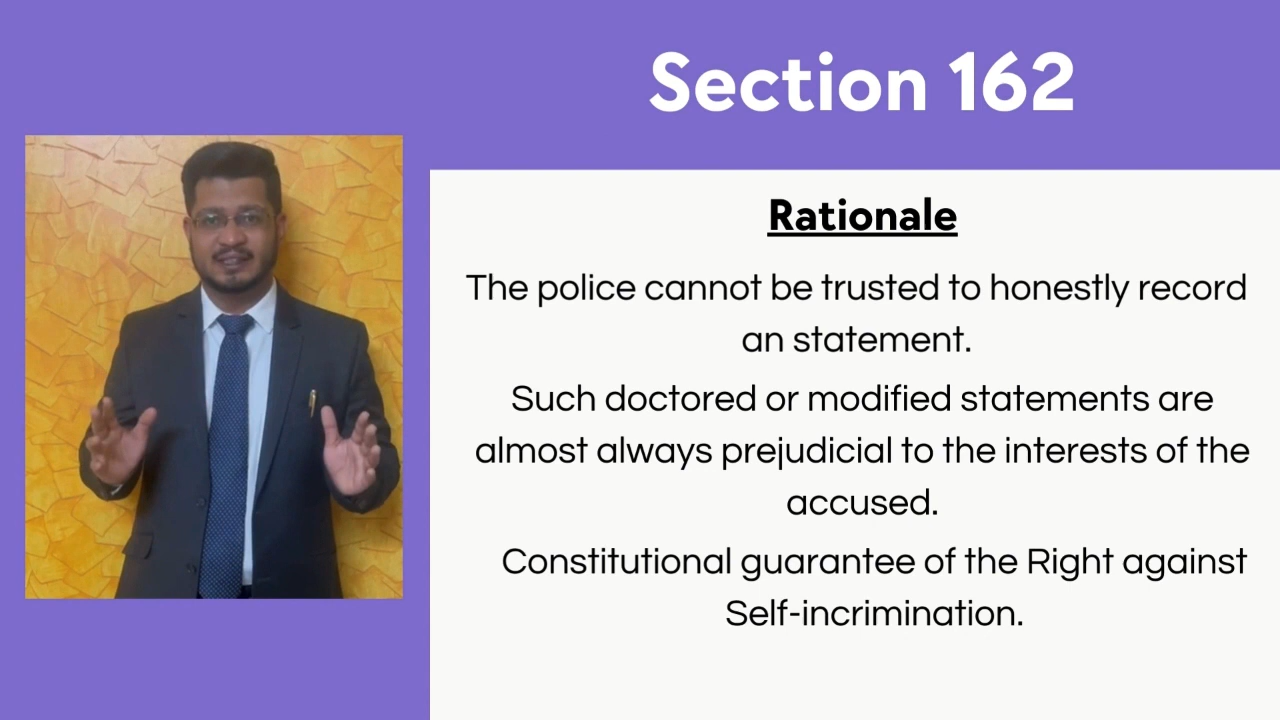 Section 162
Rationale
The police cannot be trusted to honestly record
an statement.
Such doctored or modified statements are
almost always prejudicial to the interests of the
accused.
Constitutional guarantee of the Right against
Self-incrimination.